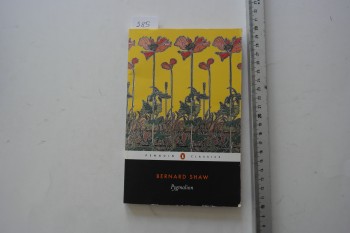 PENGUIN CLASSICS
BERNARD SHAW
Pygmalion